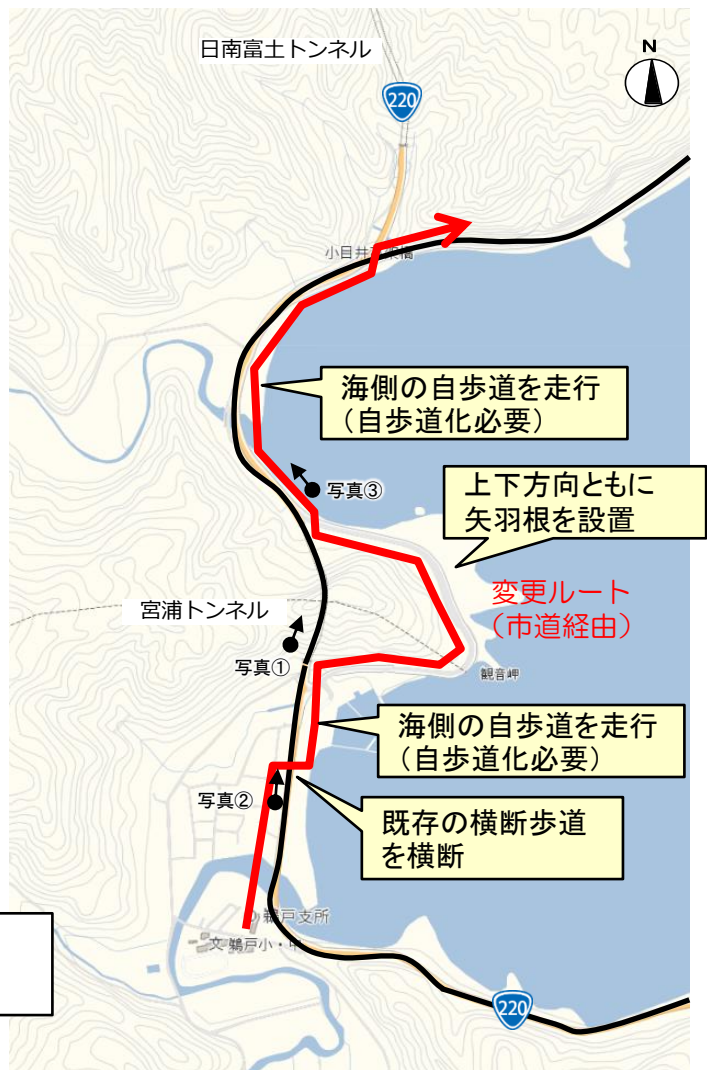 日南富土トンネル
N
220
小目井
海側の自歩道を走行
(自歩道化必要)
写真③
上下方向ともに
矢羽根を設置
変更ルート
(市道経由)
宮浦トンネル
写真①
観音岬
海側の自歩道を走行
(自歩道化必要)
写真②
既存の横断歩道
を横断
鵜戸支所
文 鵜戸小・中
220